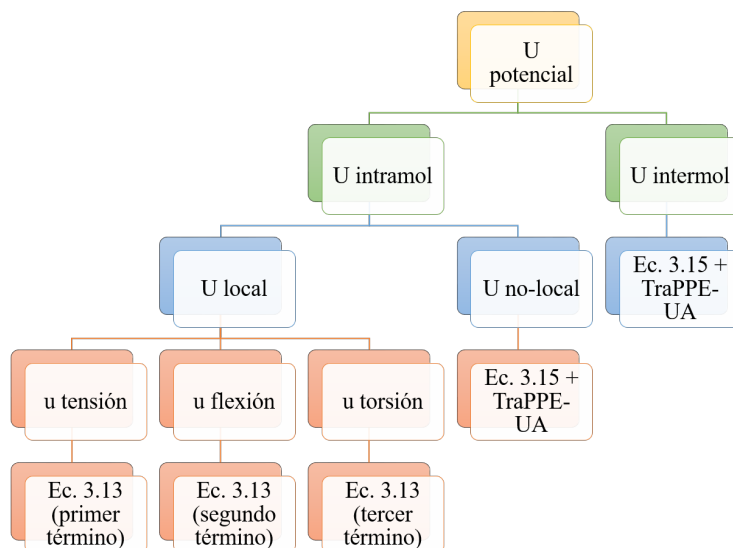 U
potencial
U intramol
U intermol
U local
U no-local
Ec. 3.15 +
TraPPE-
UA
u tensión
u flexión
u torsión
Ec. 3.15 +
TraPPE-
UA
Ec. 3.13
(primer
término)
Ec. 3.13
(segundo
término)
Ec. 3.13
(tercer
término)